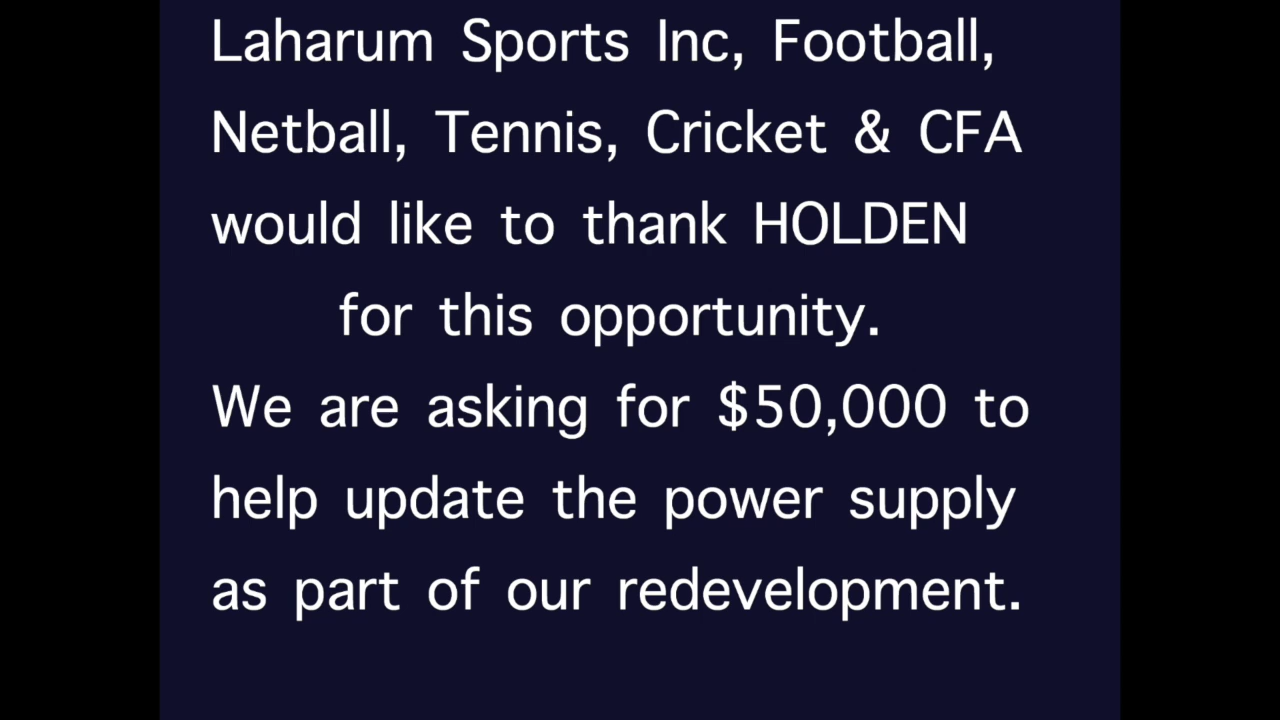 Laharum Sports Inc, Football,
Netball, Tennis, Cricket & CFA
would like to thank HOLDEN
for this opportunity.
We are asking for $50,000 to
help update the power supply
as part of our redevelopment.